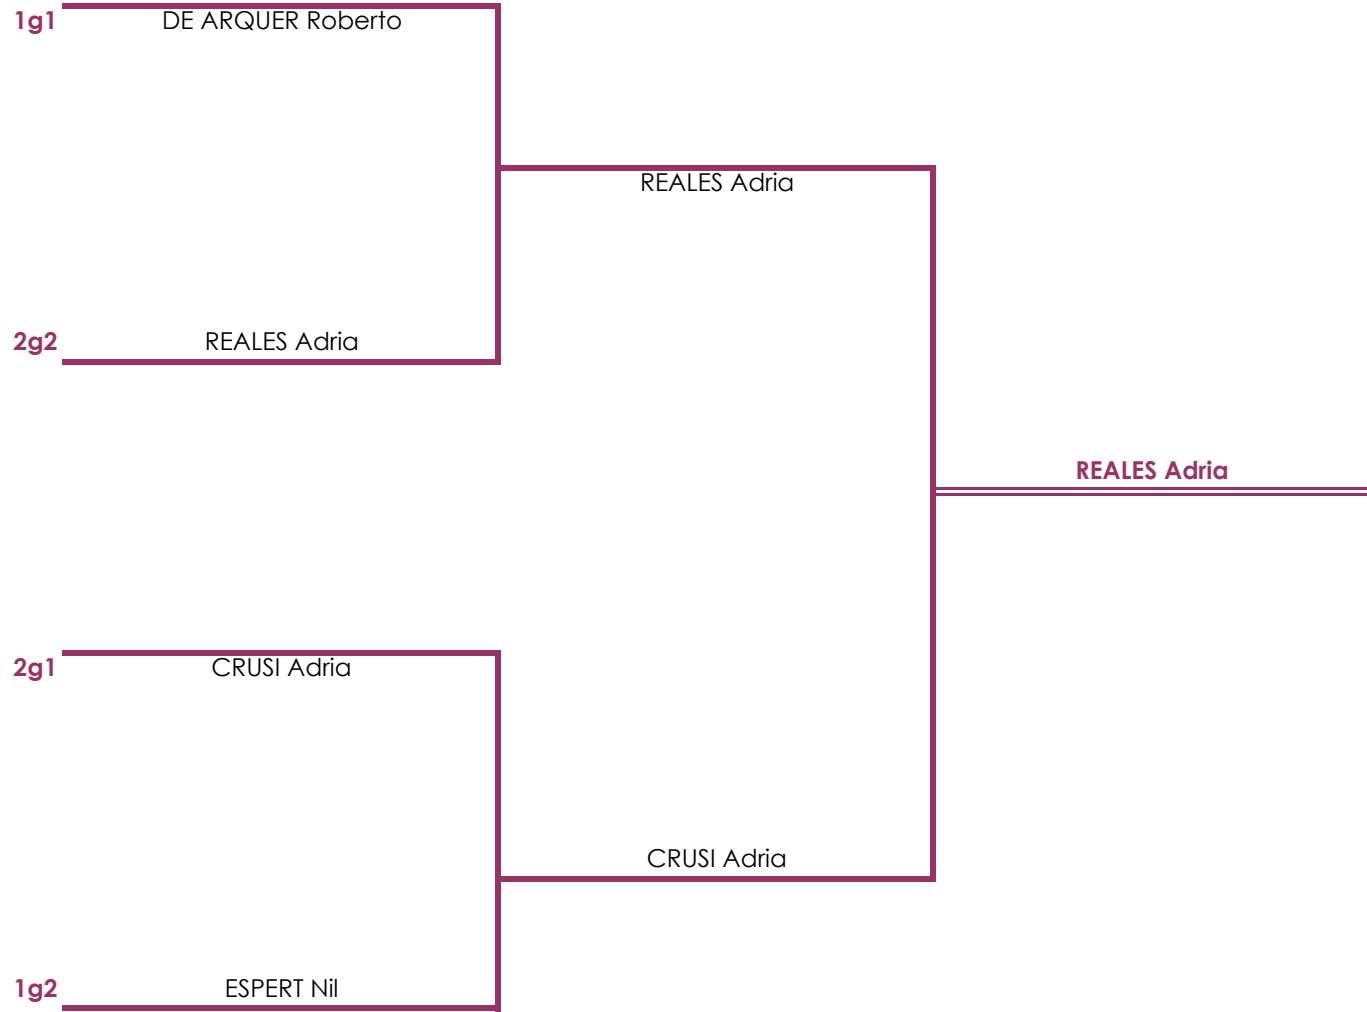 1g1 DE ARQUER Roberto
REALES Adria
2g2 REALES Adria
REALES Adria
2g1 CRUSI Adria
CRUSI Adria
1g2 ESPERT Nil